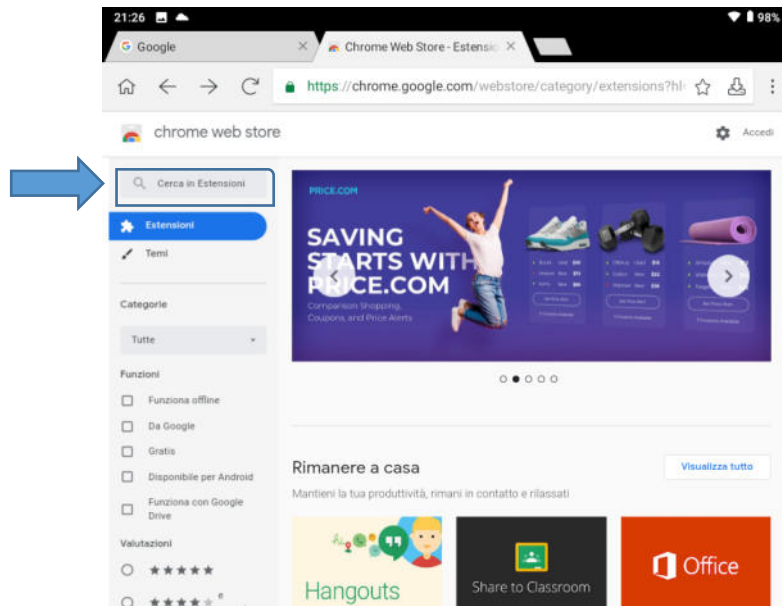 21:26
98%
Google
Chrome Web Store - Estensio
https://chrome.google.com/webstore/category/extensions?hl
chrome web store
Accedi
Cerca in Estensioni
Estensioni
Temi
Categorie
Tutte
Funzioni
Funziona offline
Da Google
Gratis
Disponibile per Android
Funziona con Google
Drive
Valutazioni
e
PRICE.COM
SAVING
STARTS WITH
PRICE.COM
Comparison Shopping,
Coupons, and Price Alerts
Rimanere a casa
Visualizza tutto
Mantieni la tua produttività, rimani in contatto e rilassati
Hangouts
Share to Classroom
Office